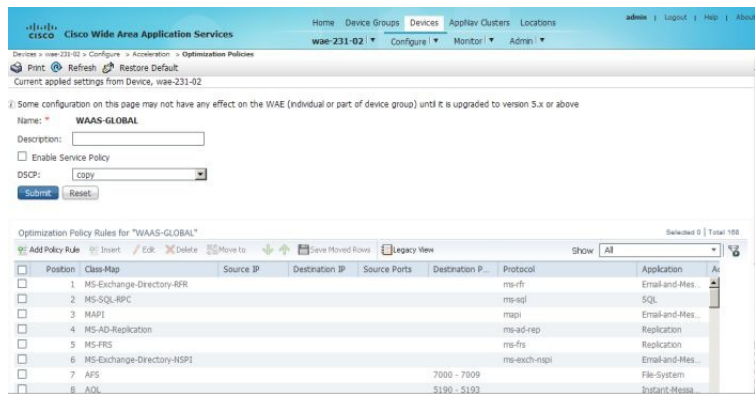 Home Device Groups Devices AppNav Clusters Locations admin | Logout | Help | About
CISCO Cisco Wide Area Application Services
wae-231-02 Configure Monitor Admin
Devices > wae-231-02 > Configure > Acceleration > Optimization Policies
Print Refresh Restore Default
Current applied settings from Device, wae-231-02
Some configuration on this page may not have any effect on the WAE (individual or part of device group) until it is upgraded to version 5.x or above
Name: * WAAS-GLOBAL
Description:
Enable Service Policy
DSCP: copy
Submit Reset
Optimization Policy Rules for "WAAS-GLOBAL" Selected 0 | Total 168
Add Policy Rule Insert Edit Delete Move to Save Moved Rows Legacy View Show All
Position Class-Map Source IP Destination IP Source Ports Destination P... Protocol Application Ac
1 MS-Exchange-Directory-RFR ms-rfr Email-and-Mes...
2 MS-SQL-RPC ms-sql SQL
3 MAPI mapi Email-and-Mes...
4 MS-AD-Replication ms-ad-rep Replication
5 MS-FRS ms-frs Replication
6 MS-Exchange-Directory-NSPI ms-exch-nspi Email-and-Mes...
7 AFS 7000 - 7009 File-System
8 AOL 5190 - 5193 Instant-Messa...